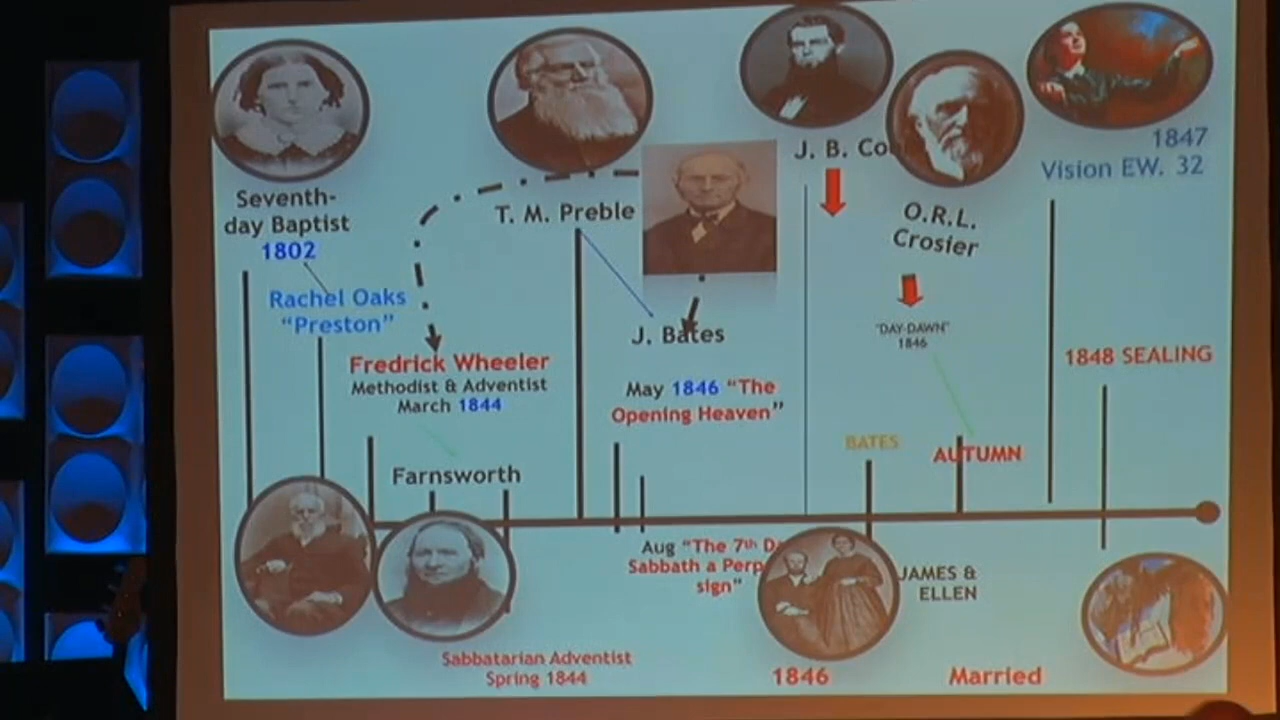 Seventh-
day Baptist
1802
Rachel Oaks
"Preston"
Fredrick Wheeler
Methodist & Adventist
March 1844
Farnsworth
T. M. Preble
J. Bates
May 1846 "The
Opening Heaven"
J. B. Co
O.R.L.
Crosier
"DAY-DAWN"
1846
1847
Vision EW. 32
1848 SEALING
BATES
AUTUMN
Aug "The 7th D
Sabbath a Perp
sign"
JAMES &
ELLEN
Sabbatarian Adventist
Spring 1844
1846
Married